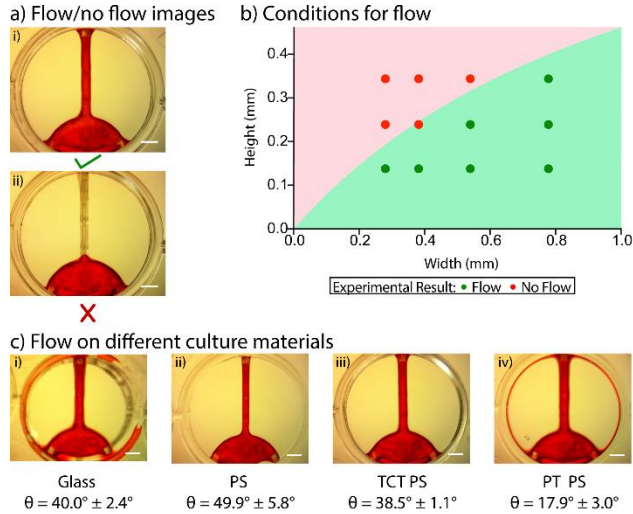 a) Flow/no flow images
i)
ii)
b) Conditions for flow
Height (mm)
0.4
0.3
0.2
0.1
0.0
0.0 0.2 0.4 0.6 0.8 1.0
Width (mm)
Experimental Result: Flow No Flow
c) Flow on different culture materials
i) ii) iii) iv)
Glass PS TCT PS PT PS
θ = 40.0° ± 2.4° θ = 49.9° ± 5.8° θ = 38.5° ± 1.1° θ = 17.9° ± 3.0°